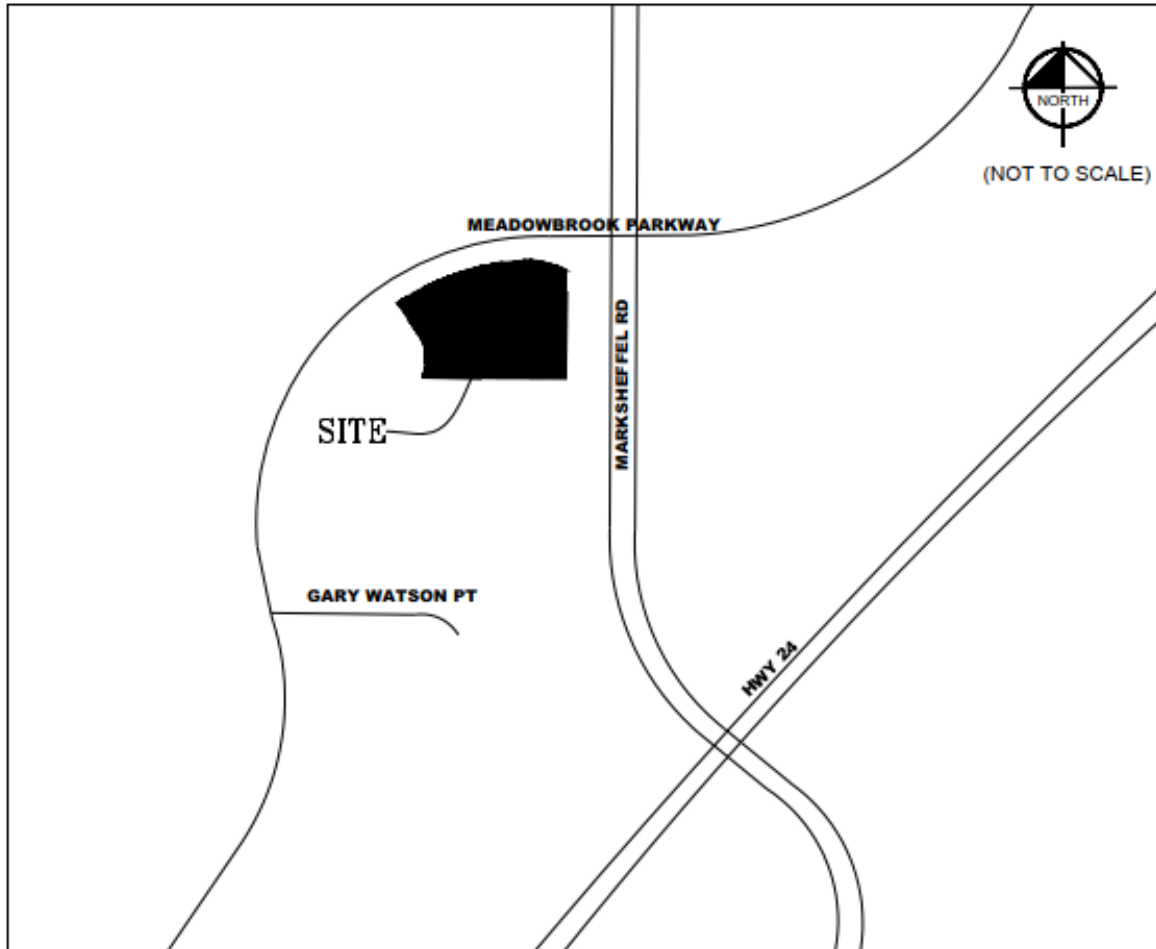 NORTH
(NOT TO SCALE)
MEADOWBROOK PARKWAY
MARKSHEFFEL RD
SITE
GARY WATSON PT
HWY 24